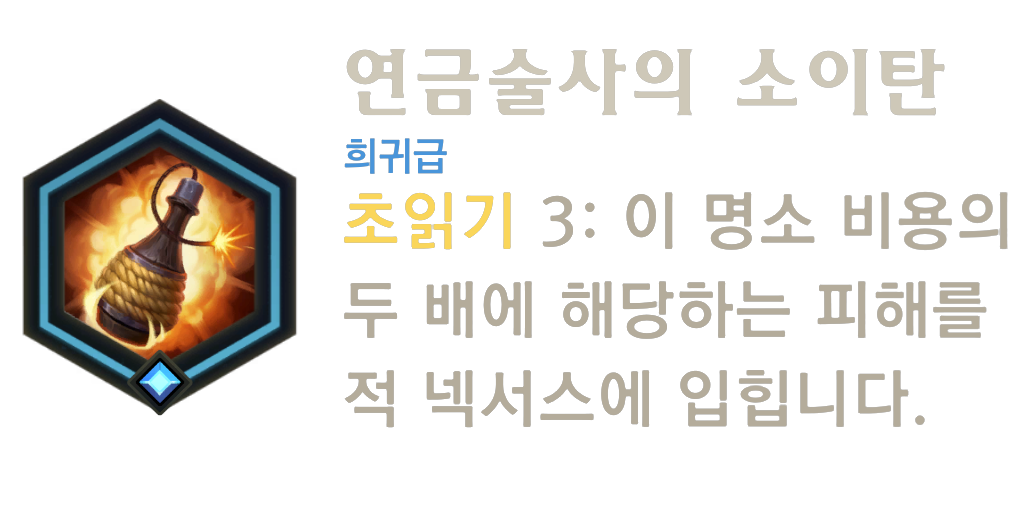 연금술사의 소이탄
희귀급
초읽기 3: 이 명소 비용의
두 배에 해당하는 피해를
적 넥서스에 입힙니다.